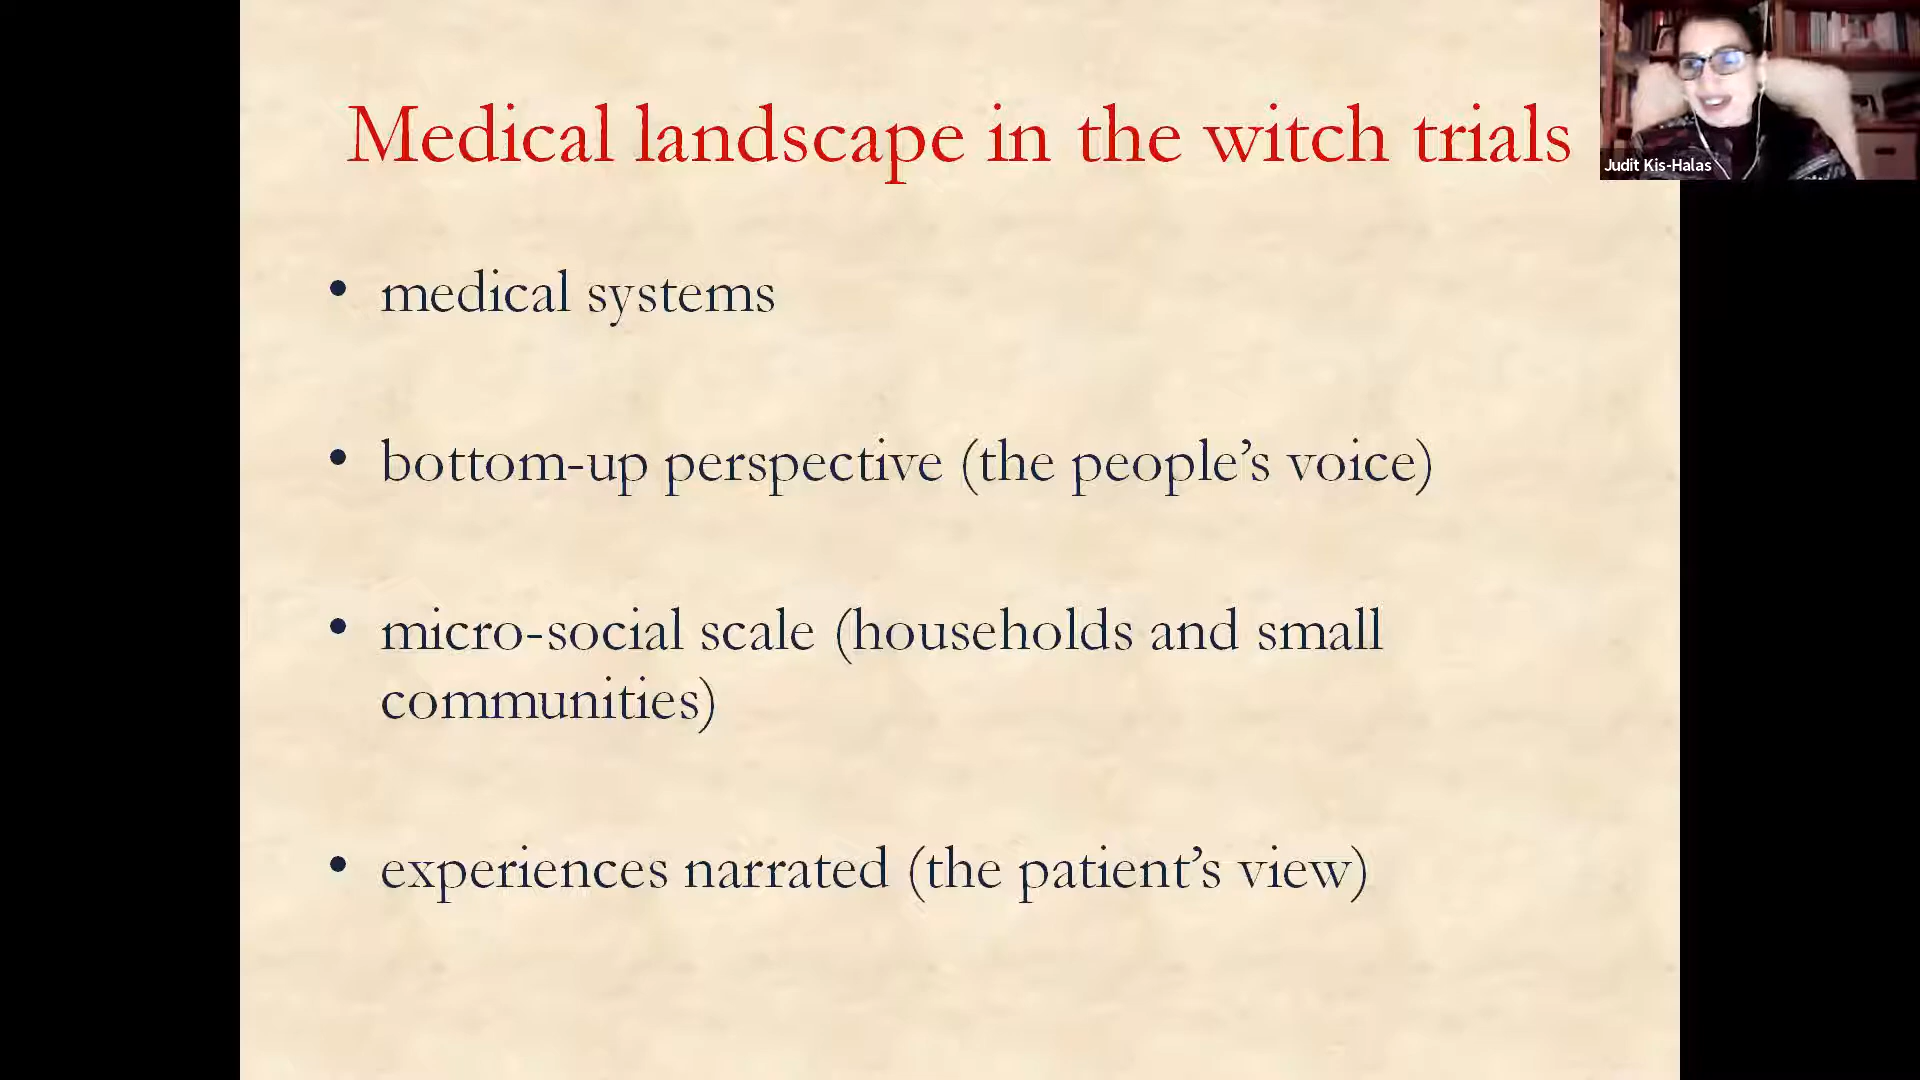 Medical landscape in the witch trials
Judit Kis-Halas
• medical systems
• bottom-up perspective (the people’s voice)
• micro-social scale (households and small
communities)
• experiences narrated (the patient’s view)